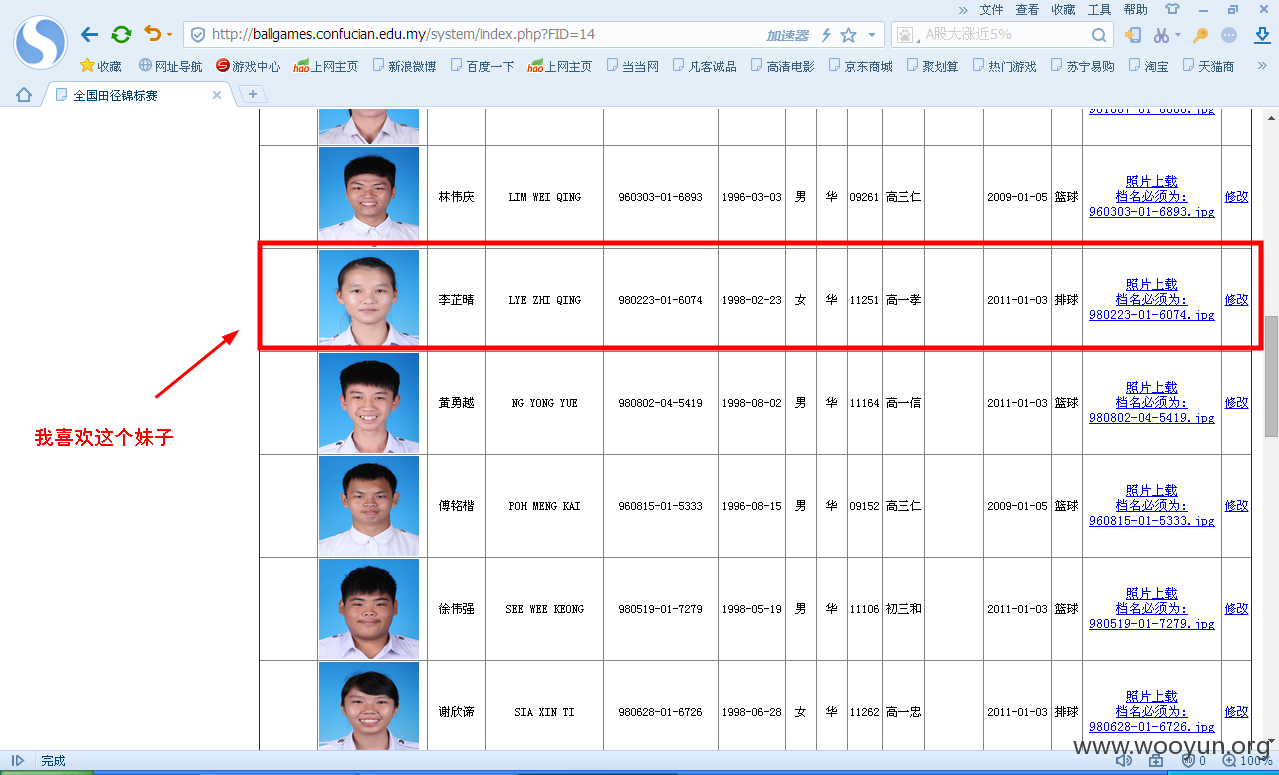 » 文件 查看 收藏 工具 帮助
http://ballgames.confucian.edu.my/system/index.php?FID=14 加速器 A股大涨近5%
收藏 网址导航 游戏中心 hao上网主页 新浪微博 百度一下 hao上网主页 当当网 凡客诚品 高清电影 京东商城 聚划算 热门游戏 苏宁易购 淘宝 天猫商 »
全国田径锦标赛
林伟庆 LIM WEI QING 960303-01-6893 1996-03-03 男 华 09261 高三仁 2009-01-05 篮球 照片上载 修改
档名必须为:
960303-01-6893.jpg
李芷晴 LYE ZHI QING 980223-01-6074 1998-02-23 女 华 11251 高一孝 2011-01-03 排球 照片上载 修改
档名必须为:
980223-01-6074.jpg
黄勇越 NG YONG YUE 980802-04-5419 1998-08-02 男 华 11164 高一信 2011-01-03 篮球 照片上载 修改
档名必须为:
980802-04-5419.jpg
我喜欢这个妹子
傅铭楷 POH MENG KAI 960815-01-5333 1996-08-15 男 华 09152 高三仁 2009-01-05 篮球 照片上载 修改
档名必须为:
960815-01-5333.jpg
徐伟强 SEE WEE KEONG 980519-01-7279 1998-05-19 男 华 11106 初三和 2011-01-03 篮球 照片上载 修改
档名必须为:
980519-01-7279.jpg
谢欣 SIA XIN TI 980628-01-6726 1998-06-28 女 华 11262 高一忠 2011-01-03 排球 照片上载 修改
档名必须为:
980628-01-6726.jpg
www.wooyun.org
完成 0 100%